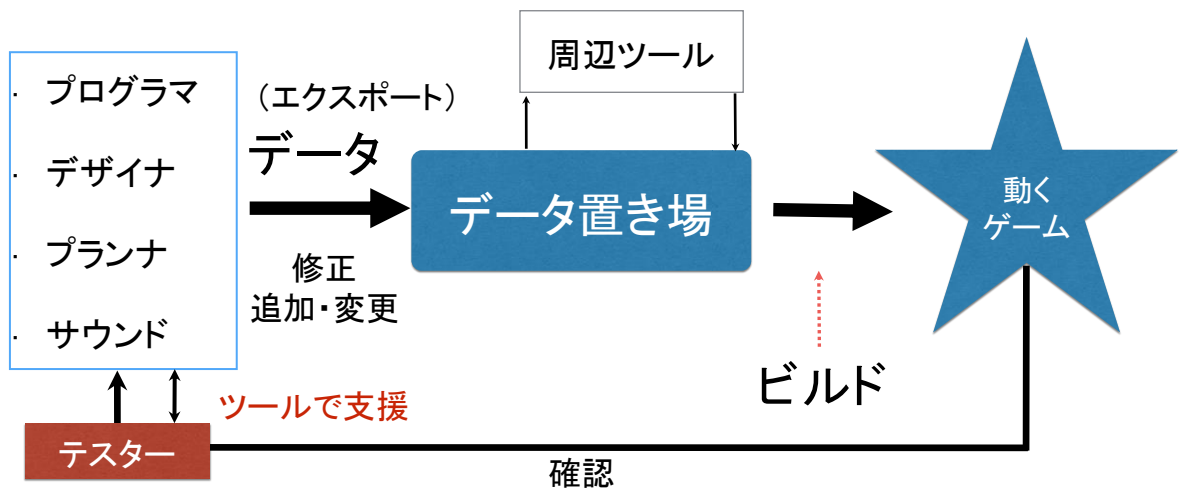 ・ プログラマ
・ デザイナ
・ プランナ
・ サウンド
(エクスポート)
データ
修正
追加・変更
周辺ツール
データ置き場
動く
ゲーム
ビルド
ツールで支援
テスター
確認